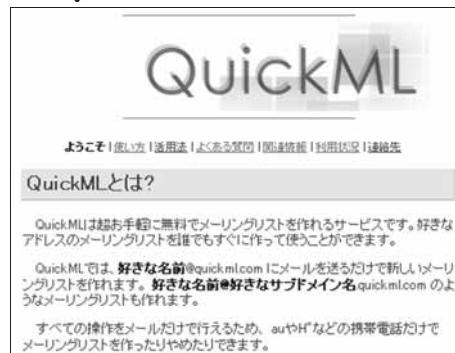 QuickML
ようこそ | 使い方 | 活用法 | よくある質問 | 関連情報 | 利用状況 | 連絡先
QuickMLとは?
QuickMLは超お手軽に無料でメーリングリストを作れるサービスです。好きな
アドレスのメーリングリストを誰でもすぐに作って使うことができます。
QuickMLでは、好きな名前@quickml.com にメールを送るだけで新しいメーリ
ングリストを作れます。好きな名前@好きなサブドメイン名.quickml.com のよ
うなメーリングリストも作れます。
すべての操作をメールだけで行えるため、auやH"などの携帯電話だけで
メーリングリストを作ったりやめたりできます。